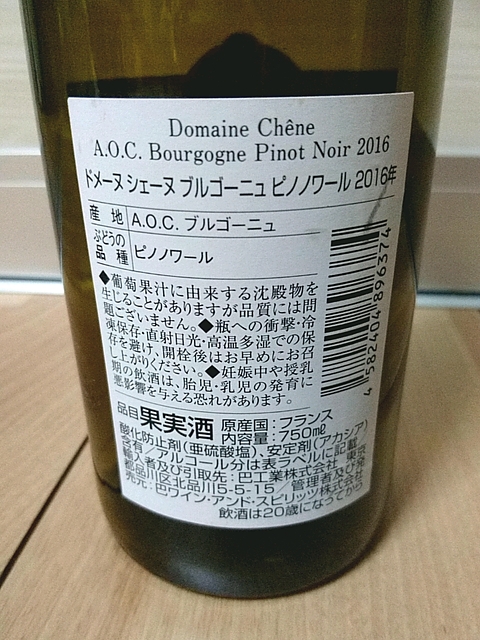 Domaine Chêne
A.O.C. Bourgogne Pinot Noir 2016
ドメーヌ シェーヌ ブルゴーニュ ピノノワール 2016年
産地 A.O.C. ブルゴーニュ
ぶどうの品種 ピノノワール
◆葡萄果汁に由来する沈殿物を
生じることがありますが品質には問
題ございません。◆瓶への衝撃・冷
凍保存・直射日光・高温多湿での保
存を避け、開栓後はお早めにお召
し上がりください。◆妊娠中や授乳
期の飲酒は、胎児・乳児の発育に
悪影響を与える恐れがあります。
4 582404 896374
品目 果実酒 原産国:フランス
内容量:750㎖
酸化防止剤(亜硫酸塩)、安定剤(アカシア)
含有/アルコール分は表ラベルに記載
輸入者及び引取先:巴工業株式会社 東京
都品川区北品川5-5-15/管理者及び発
売元:巴ワイン・アンド・スピリッツ株式会社
飲酒は20歳になってから